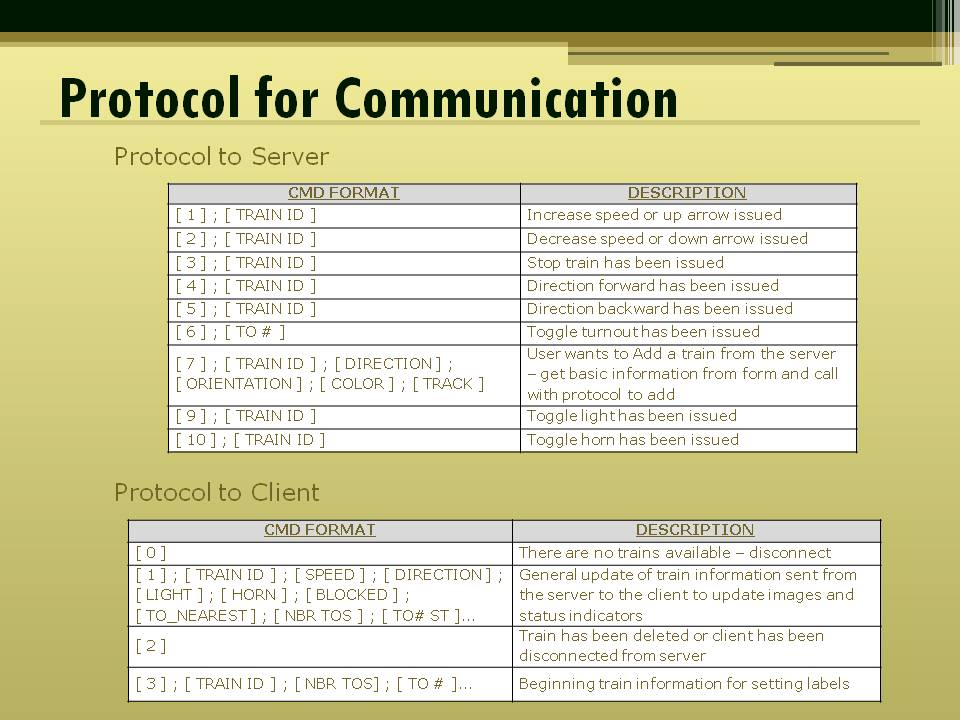 Protocol for Communication
Protocol to Server
CMD FORMAT DESCRIPTION
[ 1 ] ; [ TRAIN ID ] Increase speed or up arrow issued
[ 2 ] ; [ TRAIN ID ] Decrease speed or down arrow issued
[ 3 ] ; [ TRAIN ID ] Stop train has been issued
[ 4 ] ; [ TRAIN ID ] Direction forward has been issued
[ 5 ] ; [ TRAIN ID ] Direction backward has been issued
[ 6 ] ; [ TO # ] Toggle turnout has been issued
[ 7 ] ; [ TRAIN ID ] ; [ DIRECTION ] ;
[ ORIENTATION ] ; [ COLOR ] ; [ TRACK ]
User wants to Add a train from the server
– get basic information from form and call
with protocol to add
[ 9 ] ; [ TRAIN ID ] Toggle light has been issued
[ 10 ] ; [ TRAIN ID ] Toggle horn has been issued
Protocol to Client
CMD FORMAT DESCRIPTION
[ 0 ] There are no trains available – disconnect
[ 1 ] ; [ TRAIN ID ] ; [ SPEED ] ; [ DIRECTION ] ;
[ LIGHT ] ; [ HORN ] ; [ BLOCKED ] ;
[ TO_NEAREST ] ; [ NBR TOS ] ; [ TO# ST ]...
General update of train information sent from
the server to the client to update images and
status indicators
[ 2 ]
Train has been deleted or client has been
disconnected from server
[ 3 ] ; [ TRAIN ID ] ; [ NBR TOS] ; [ TO # ]... Beginning train information for setting labels